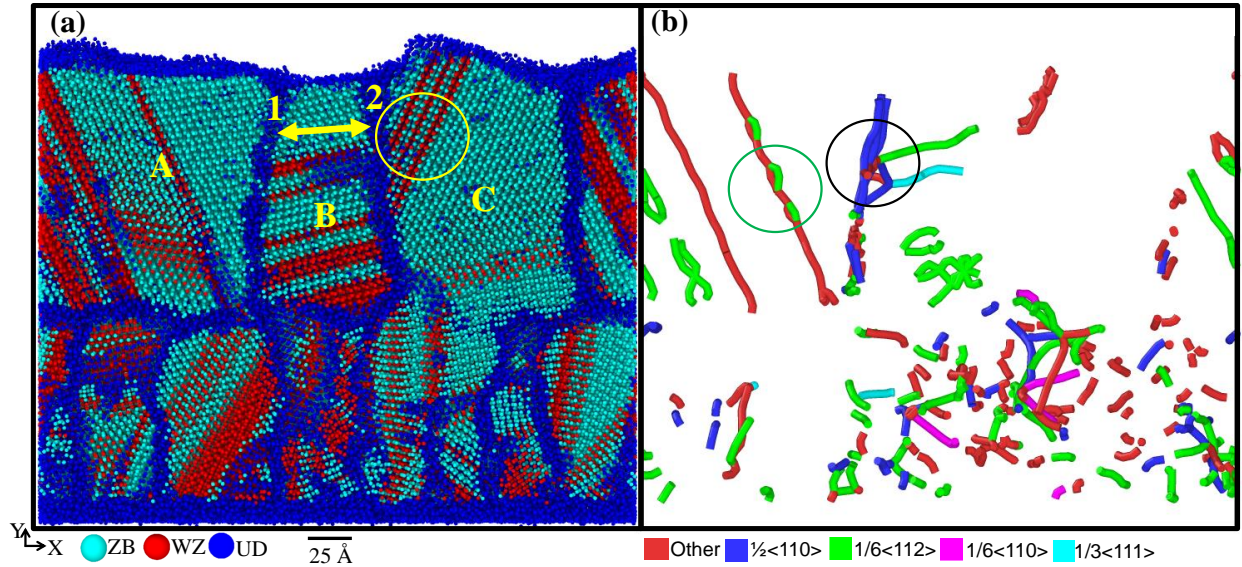 (a)
(b)
1
2
A
B
C
Y
X
ZB
WZ
UD
25 Å
Other
½<110>
1/6<112>
1/6<110>
1/3<111>